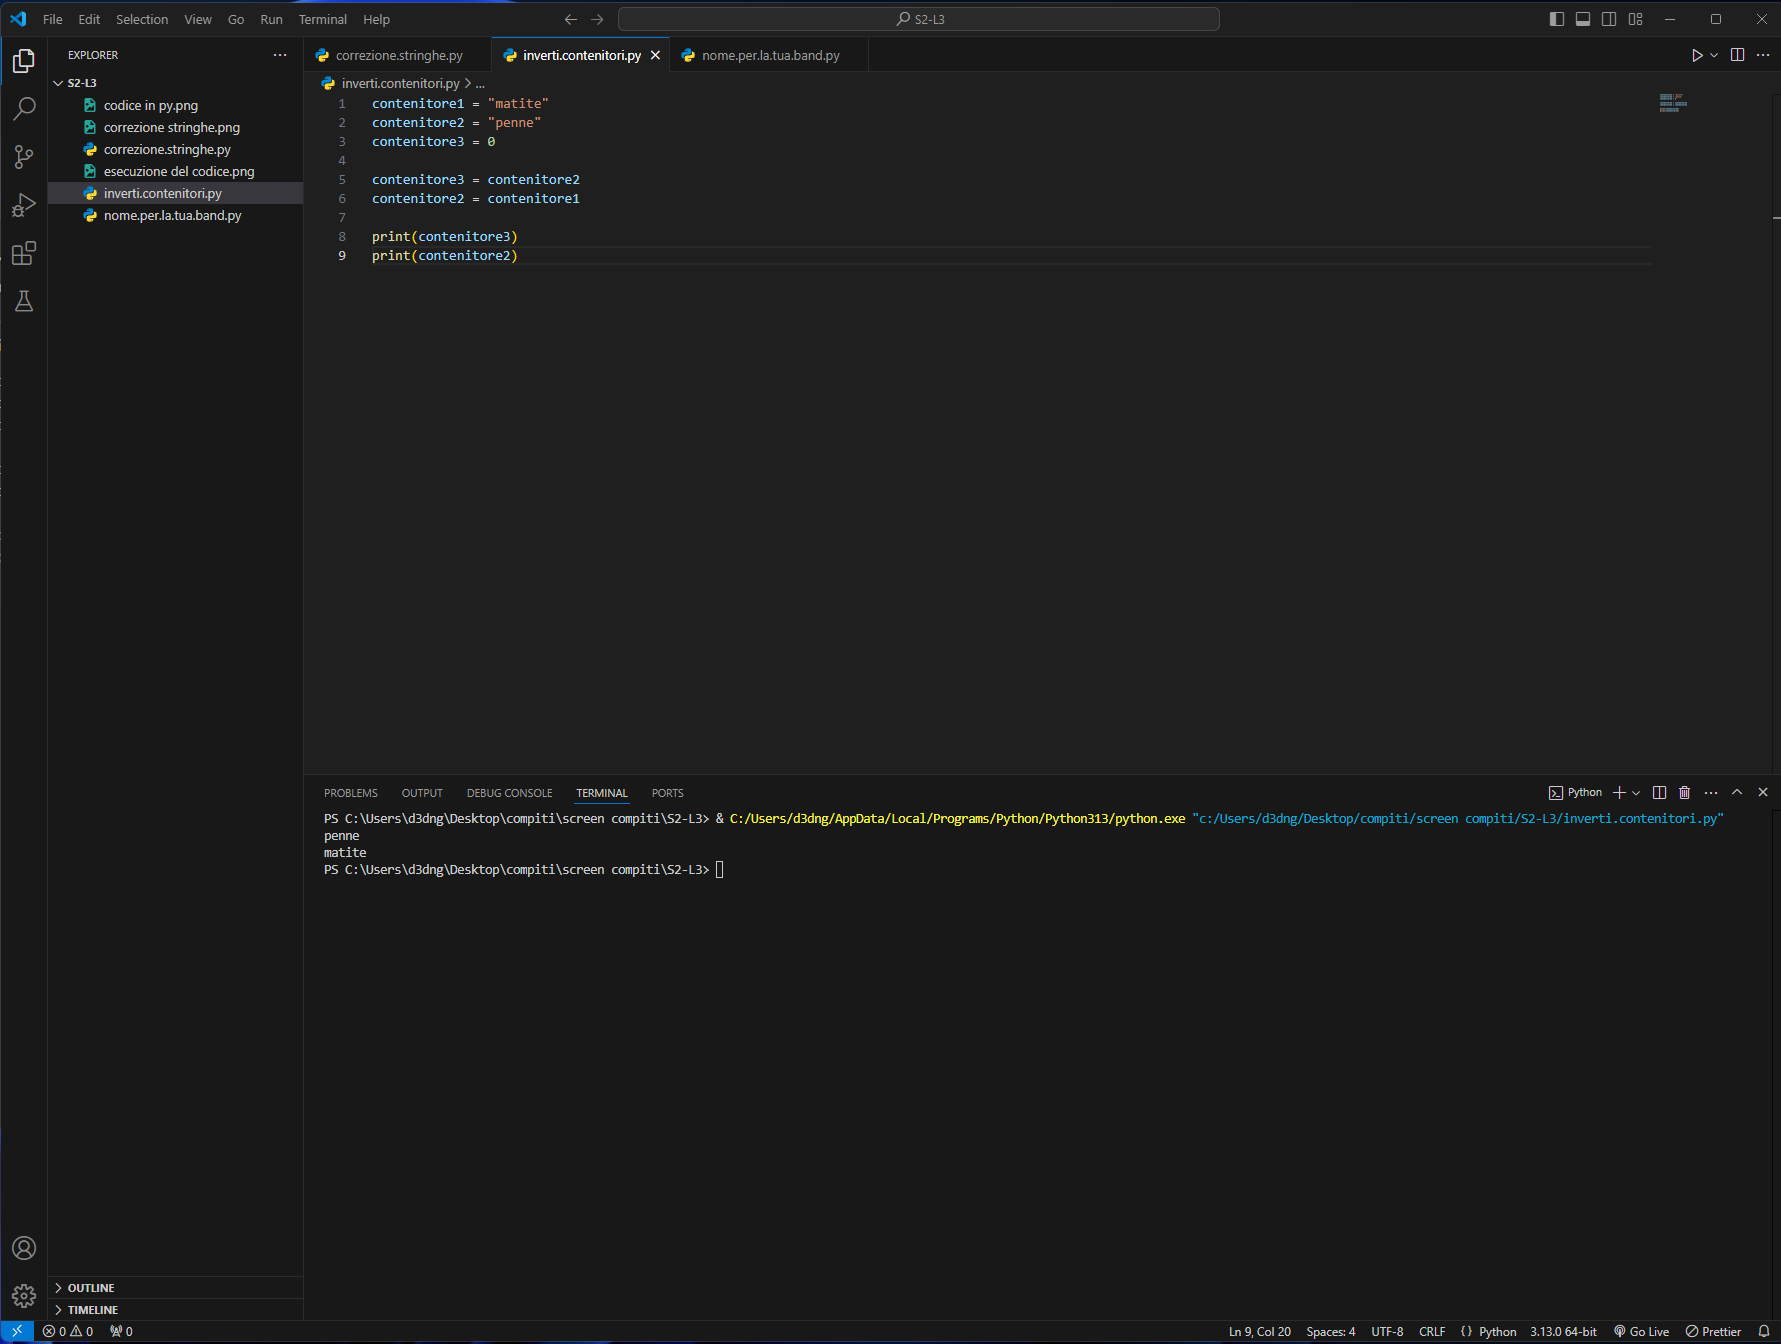 File Edit Selection View Go Run Terminal Help
S2-L3
EXPLORER
S2-L3
codice in py.png
correzione stringhe.png
correzione.stringhe.py
esecuzione del codice.png
inverti.contenitori.py
nome.per.la.tua.band.py
OUTLINE
TIMELINE
correzione.stringhe.py inverti.contenitori.py nome.per.la.tua.band.py
inverti.contenitori.py > ...
1 contenitore1 = "matite"
2 contenitore2 = "penne"
3 contenitore3 = 0
4
5 contenitore3 = contenitore2
6 contenitore2 = contenitore1
7
8 print(contenitore3)
9 print(contenitore2)
PROBLEMS OUTPUT DEBUG CONSOLE TERMINAL PORTS
Python
PS C:\Users\d3dng\Desktop\compiti\screen compiti\S2-L3> & C:/Users/d3dng/AppData/Local/Programs/Python/Python313/python.exe "c:/Users/d3dng/Desktop/compiti/screen compiti/S2-L3/inverti.contenitori.py"
penne
matite
PS C:\Users\d3dng\Desktop\compiti\screen compiti\S2-L3>
0 0 0
Ln 9, Col 20 Spaces: 4 UTF-8 CRLF {} Python 3.13.0 64-bit Go Live Prettier